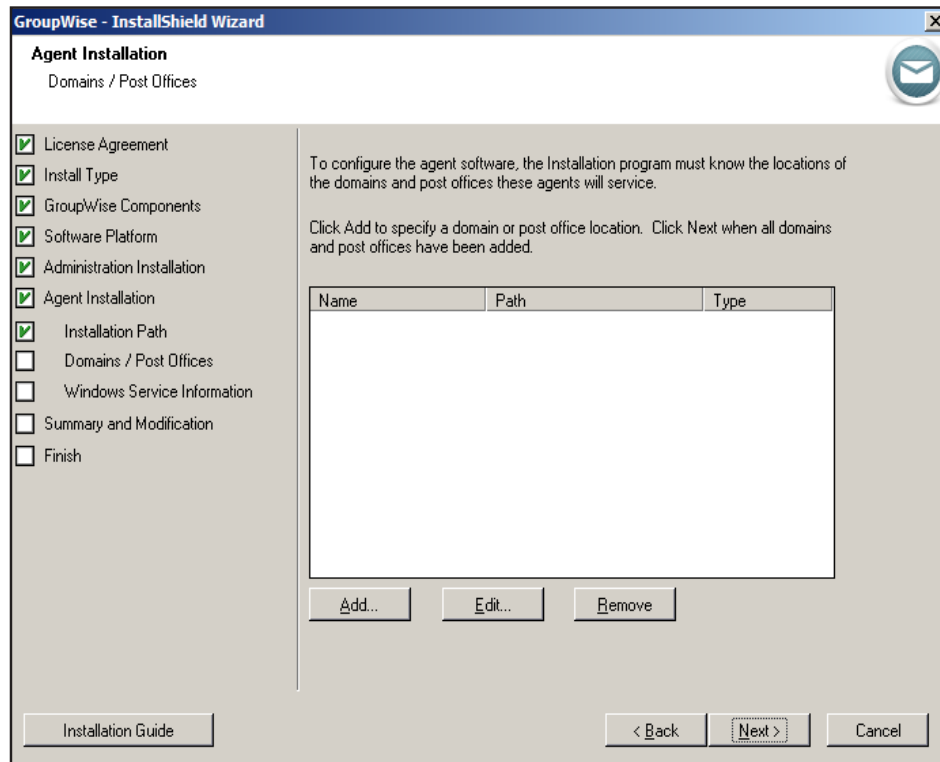 GroupWise - InstallShield Wizard
Agent Installation
Domains / Post Offices
License Agreement
Install Type
GroupWise Components
Software Platform
Administration Installation
Agent Installation
Installation Path
Domains / Post Offices
Windows Service Information
Summary and Modification
Finish
To configure the agent software, the Installation program must know the locations of
the domains and post offices these agents will service.
Click Add to specify a domain or post office location. Click Next when all domains
and post offices have been added.
Name Path Type
Add... Edit... Remove
Installation Guide < Back Next > Cancel